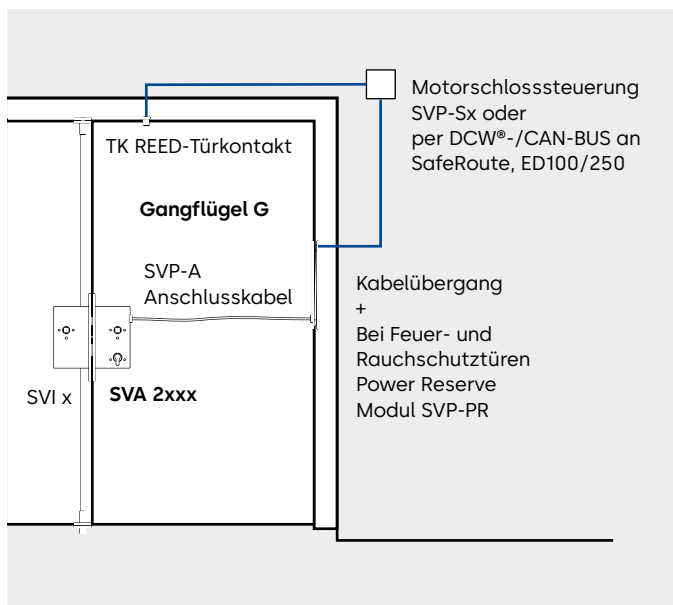 Motorschlosssteuerung
SVP-Sx oder
per DCW®-/CAN-BUS an
SafeRoute, ED100/250
TK REED-Türkontakt
Gangflügel G
SVP-A
Anschlusskabel
Kabelübergang
+
Bei Feuer- und
Rauchschutztüren
Power Reserve
Modul SVP-PR
SVI x
SVA 2xxx